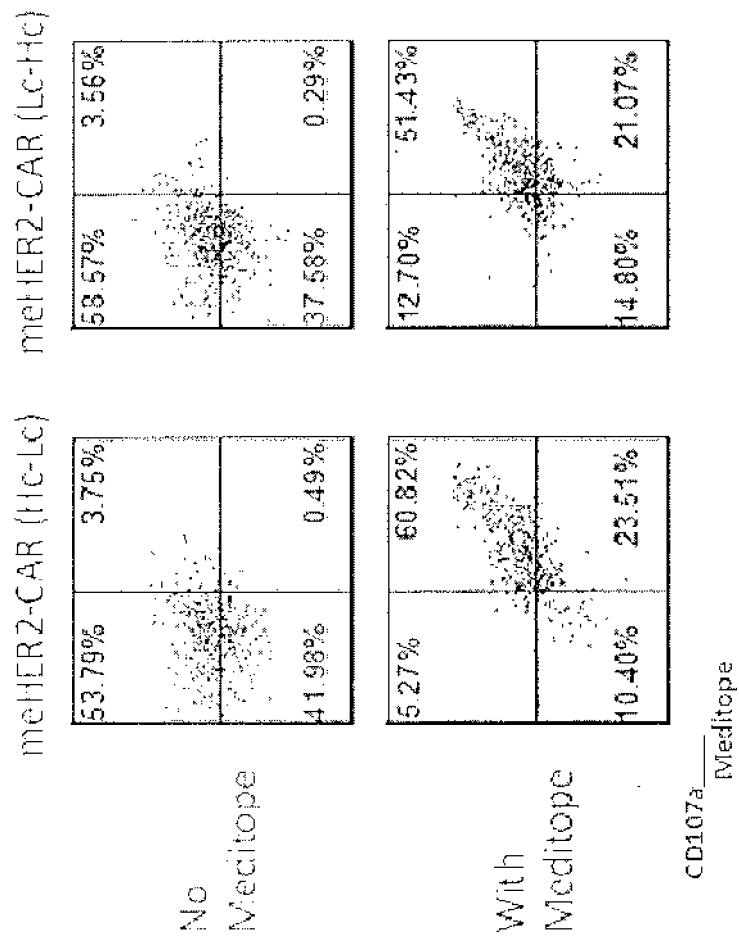 meHER2-CAR (Hc-Lc)
meHER2-CAR (Lc-Hc)
No
Meditope
53.79%
3.75%
41.98%
0.49%
58.57%
3.56%
37.58%
0.29%
With
Meditope
5.27%
60.82%
10.40%
23.51%
12.70%
51.43%
14.80%
21.07%
CD107a
Meditope